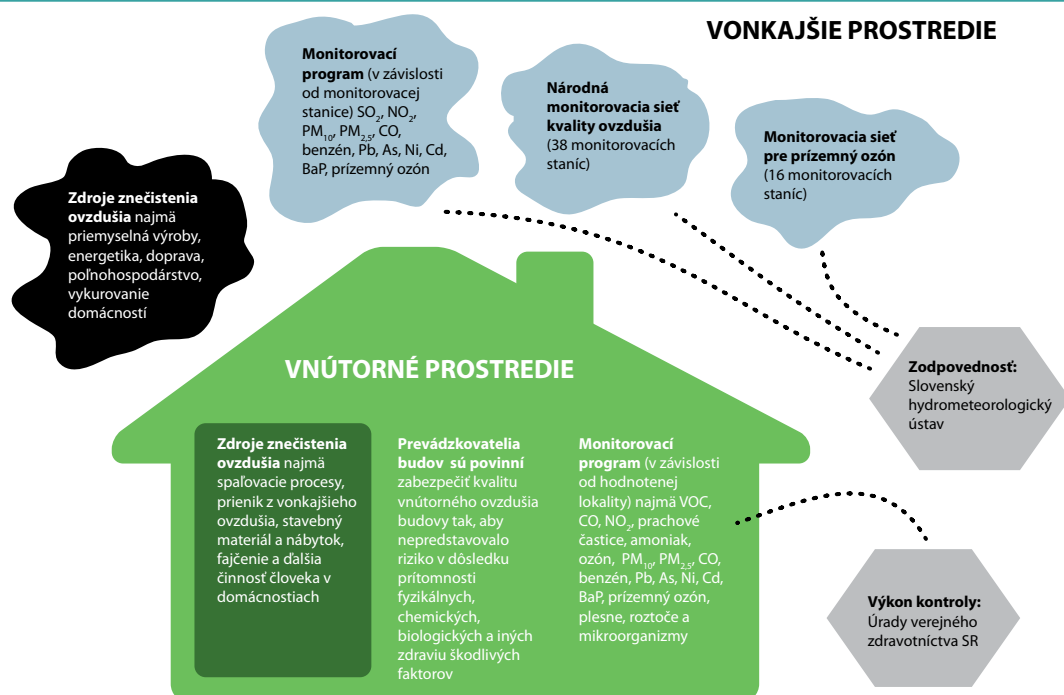 VONKAJŠIE PROSTREDIE
Monitorovací
program (v závislosti
od monitorovacej
stanice) SO₂, NO₂,
PM₁₀, PM₂,₅, CO,
benzén, Pb, As, Ni, Cd,
BaP, prízemný ozón
Národná
monitorovacia sieť
kvality ovzdušia
(38 monitorovacích
staníc)
Monitorovacia sieť
pre prízemný ozón
(16 monitorovacích
staníc)
Zdroje znečistenia
ovzdušia najmä
priemyselná výroby,
energetika, doprava,
poľnohospodárstvo,
vykurovanie
domácností
VNÚTORNÉ PROSTREDIE
Zdroje znečistenia
ovzdušia najmä
spaľovacie procesy,
prienik z vonkajšieho
ovzdušia, stavebný
materiál a nábytok,
fajčenie a ďalšia
činnosť človeka v
domácnostiach
Prevádzkovatelia
budov sú povinní
zabezpečiť kvalitu
vnútorného ovzdušia
budovy tak, aby
nepredstavovalo
riziko v dôsledku
prítomnosti
fyzikálnych,
chemických,
biologických a iných
zdraviu škodlivých
faktorov
Monitorovací
program (v závislosti
od hodnotenej
lokality) najmä VOC,
CO, NO₂, prachové
častice, amoniak,
ozón, PM₁₀, PM₂,₅, CO,
benzén, Pb, As, Ni, Cd,
BaP, prízemný ozón,
plesne, roztoče a
mikroorganizmy
Zodpovednosť:
Slovenský
hydrometeorologický
ústav
Výkon kontroly:
Úrady verejného
zdravotníctva SR